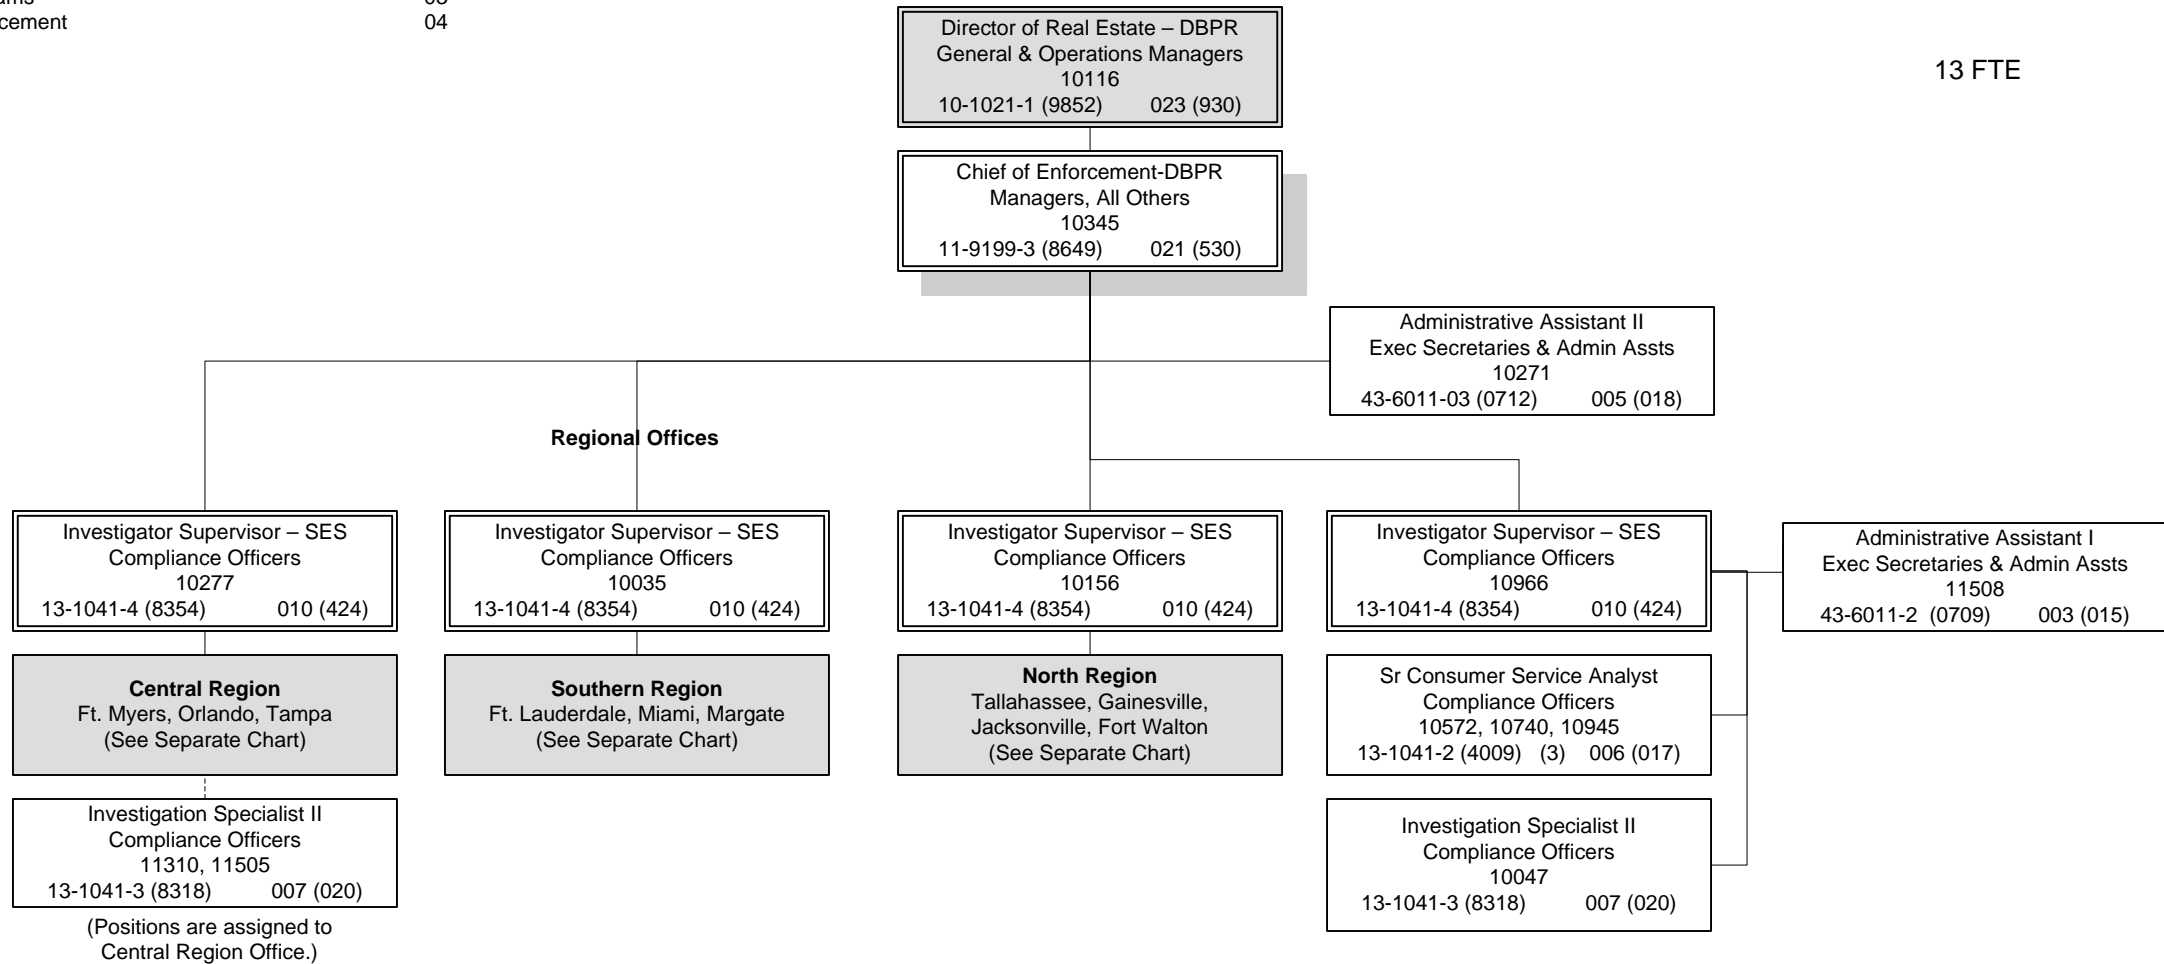 04
Director of Real Estate – DBPR
General & Operations Managers
10116
10-1021-1 (9852) 023 (930)
13 FTE
Chief of Enforcement-DBPR
Managers, All Others
10345
11-9199-3 (8649) 021 (530)
Administrative Assistant II
Exec Secretaries & Admin Assts
10271
43-6011-03 (0712) 005 (018)
Regional Offices
Investigator Supervisor – SES
Compliance Officers
10277
13-1041-4 (8354) 010 (424)
Investigator Supervisor – SES
Compliance Officers
10035
13-1041-4 (8354) 010 (424)
Investigator Supervisor – SES
Compliance Officers
10156
13-1041-4 (8354) 010 (424)
Investigator Supervisor – SES
Compliance Officers
10966
13-1041-4 (8354) 010 (424)
Administrative Assistant I
Exec Secretaries & Admin Assts
11508
43-6011-2 (0709) 003 (015)
Central Region
Ft. Myers, Orlando, Tampa
(See Separate Chart)
Southern Region
Ft. Lauderdale, Miami, Margate
(See Separate Chart)
North Region
Tallahassee, Gainesville,
Jacksonville, Fort Walton
(See Separate Chart)
Sr Consumer Service Analyst
Compliance Officers
10572, 10740, 10945
13-1041-2 (4009) (3) 006 (017)
Investigation Specialist II
Compliance Officers
11310, 11505
13-1041-3 (8318) 007 (020)
(Positions are assigned to
Central Region Office.)
Investigation Specialist II
Compliance Officers
10047
13-1041-3 (8318) 007 (020)